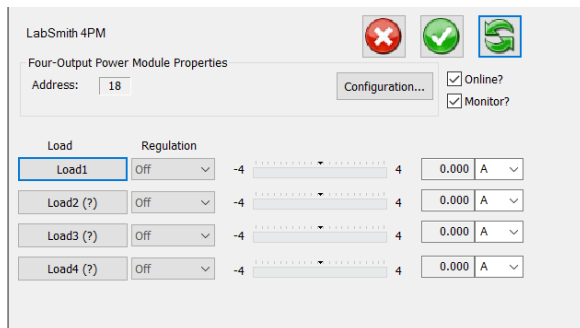 LabSmith 4PM
Four-Output Power Module Properties
Address: 18
Configuration...
Online?
Monitor?
Load Regulation
Load1 Off -4 4 0.000 A
Load2 (?) Off -4 4 0.000 A
Load3 (?) Off -4 4 0.000 A
Load4 (?) Off -4 4 0.000 A